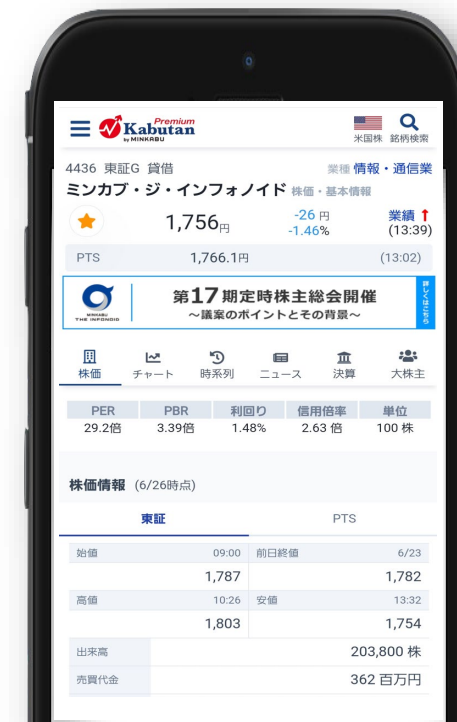 Premium
Kabutan
by MINKABU
米国株 銘柄検索
4436 東証G 貸借 業種 情報・通信業
ミンカブ・ジ・インフォノイド 株価・基本情報
1,756円 -26 円 -1.46% 業績 ↑ (13:39)
PTS 1,766.1円 (13:02)
MINKABU
THE INFONOID
第17期定時株主総会開催
～議案のポイントとその背景～
詳しくはこちら
株価 チャート 時系列 ニュース 決算 大株主
PER PBR 利回り 信用倍率 単位
29.2倍 3.39倍 1.48% 2.63 倍 100 株
株価情報 (6/26時点)
東証 PTS
始値 09:00 前日終値 6/23
1,787 1,782
高値 10:26 安値 13:32
1,803 1,754
出来高 203,800 株
売買代金 362 百万円